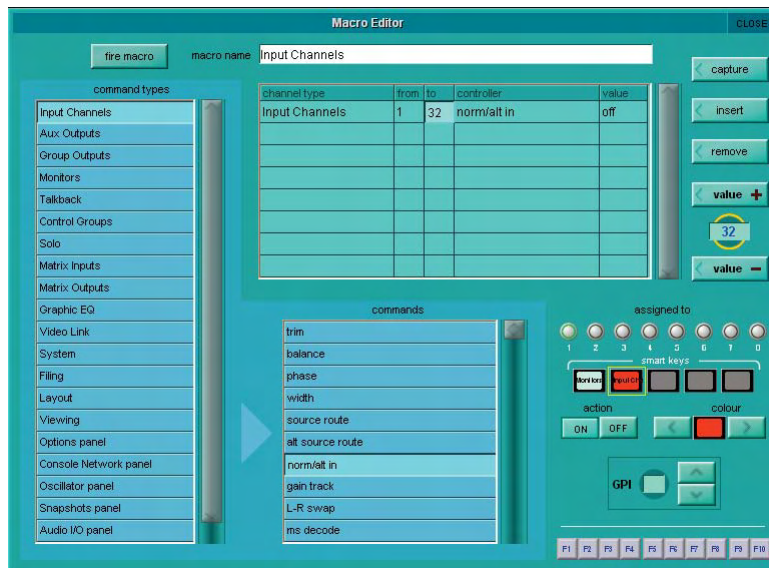 Macro Editor
CLOSE
fire macro
macro name
Input Channels
capture
command types
channel type from to controller value
Input Channels 1 32 norm/alt in off
insert
remove
value +
32
value -
Input Channels
Aux Outputs
Group Outputs
Monitors
Talkback
Control Groups
Solo
Matrix Inputs
Matrix Outputs
Graphic EQ
Video Link
System
Filing
Layout
Viewing
Options panel
Console Network panel
Oscillator panel
Snapshots panel
Audio I/O panel
commands
trim
balance
phase
width
source route
alt source route
norm/alt in
gain track
L-R swap
ms decode
assigned to
1 2 3 4 5 6 7 8
smart keys
Monitors
Input Ch
action
colour
ON OFF
< >
GPI
F1 F2 F3 F4 F5 F6 F7 F8 F9 F10